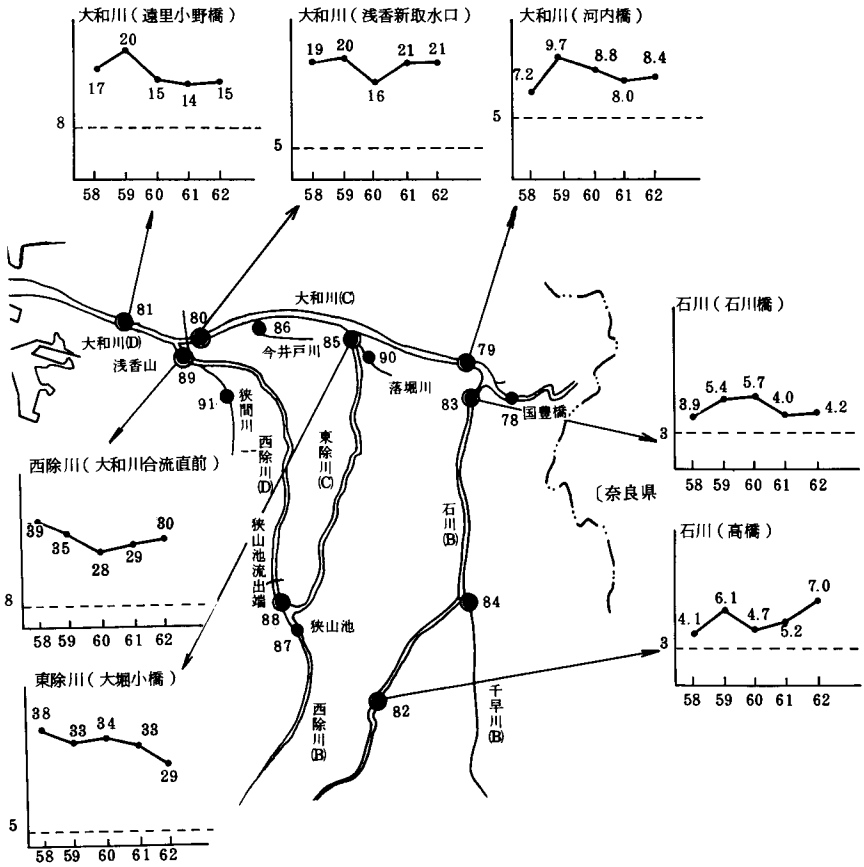 大和川(遠里小野橋)
20
17
15
14
15
8
58 59 60 61 62
大和川(浅香新取水口)
19
20
16
21
21
5
58 59 60 61 62
大和川(河内橋)
7.2
9.7
8.8
8.0
8.4
5
58 59 60 61 62
81
大和川(D)
浅香山
80
89
86
今井戸川
大和川(C)
85
90
落堀川
79
83
78
国豊橋
91
狭間川
西除川(D)
東除川(C)
石川(B)
狭山池流出端
88
87
狭山池
84
82
西除川(B)
千早川(B)
〔奈良県
石川(石川橋)
8.9
5.4
5.7
4.0
4.2
3
58 59 60 61 62
石川(高橋)
4.1
6.1
4.7
5.2
7.0
3
58 59 60 61 62
西除川(大和川合流直前)
39
35
28
29
30
8
58 59 60 61 62
東除川(大堀小橋)
38
33
34
33
29
5
58 59 60 61 62